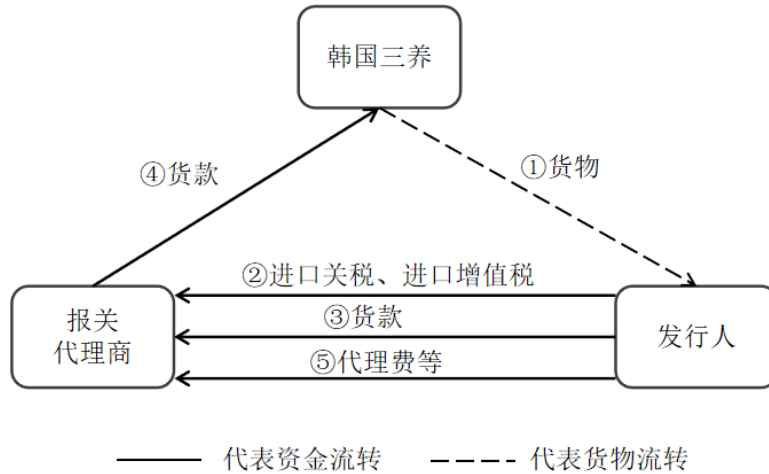 韩国三养
④货款
①货物
②进口关税、进口增值税
③货款
⑤代理费等
报关
代理商
发行人
代表资金流转
代表货物流转